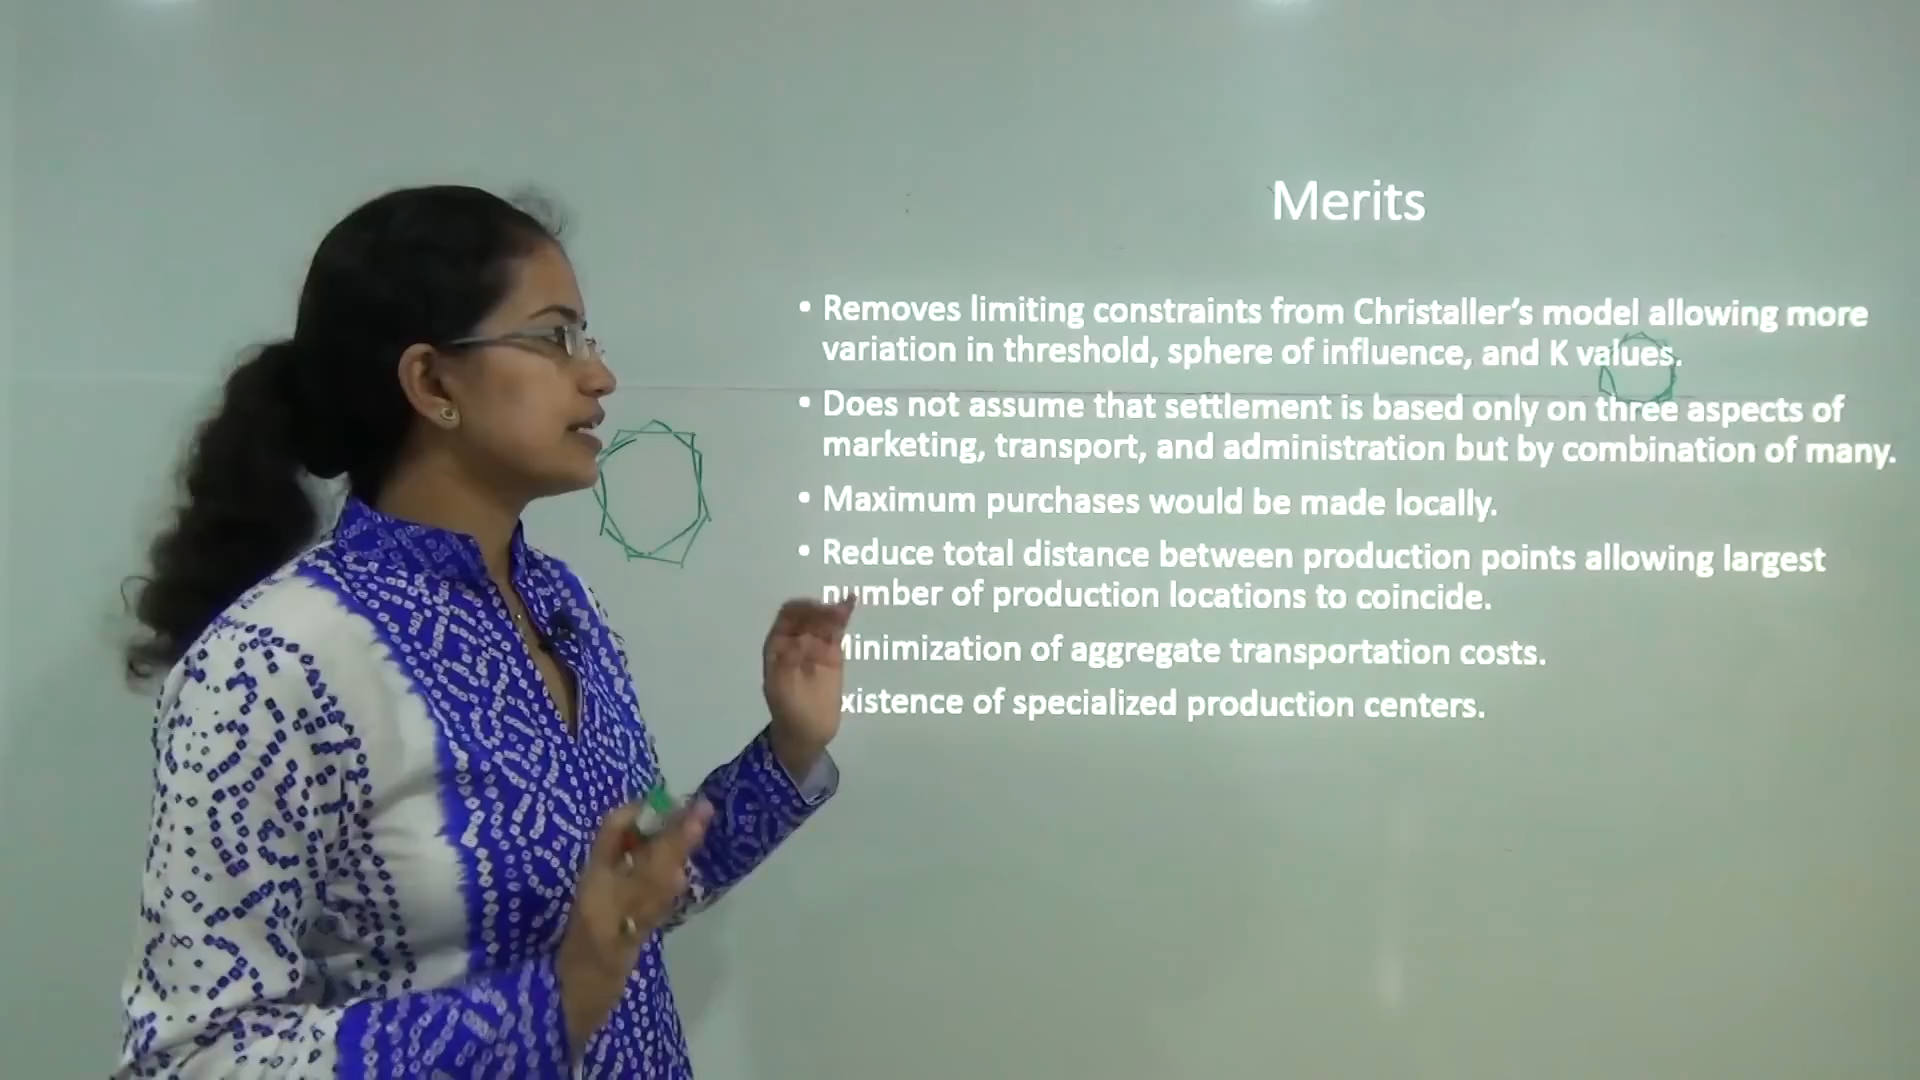 Merits
• Removes limiting constraints from Christaller’s model allowing more
variation in threshold, sphere of influence, and K values.
• Does not assume that settlement is based only on three aspects of
marketing, transport, and administration but by combination of many.
• Maximum purchases would be made locally.
• Reduce total distance between production points allowing largest
number of production locations to coincide.
Minimization of aggregate transportation costs.
xistence of specialized production centers.